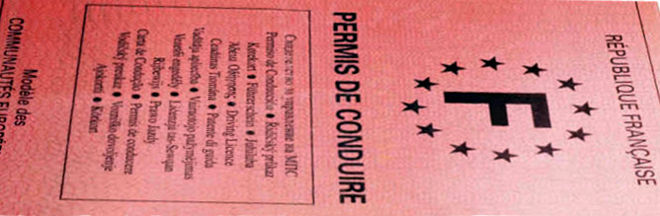 RÉPUBLIQUE FRANÇAISE
F
PERMIS DE CONDUIRE
Свидетелство за управление на МПС
Permiso de Conducción ● Řidičský průkaz
Kørekort ● Führerschein ● Juhiluba
Άδεια Οδήγησης ● Driving Licence
Ceadúnas Tiomána ● Patente di guida
Vadītāja apliecība ● Vairuotojo pažymėjimas
Vezetői engedély ● Liċenzja tas-Sewqan
Rijbewijs ● Prawo Jazdy
Carta de Condução ● Permis de conducere
Vodičský preukaz ● Vozniško dovoljenje
Ajokortti ● Körkort
Modèle des
COMMUNAUTÉS